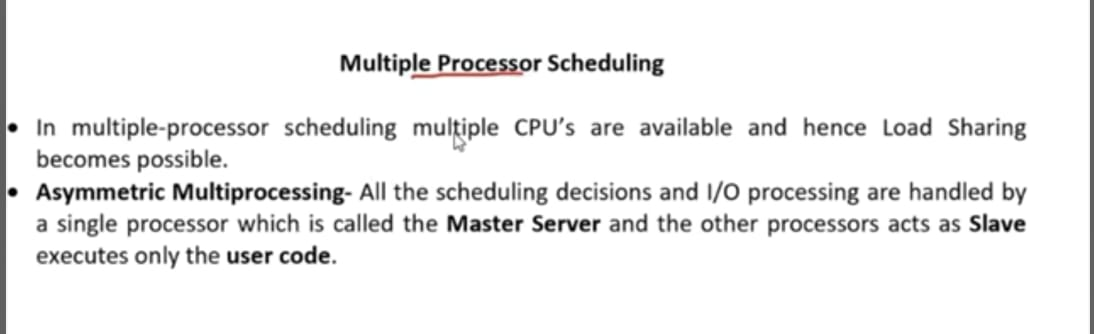 Multiple Processor Scheduling
• In multiple-processor scheduling multiple CPU's are available and hence Load Sharing
becomes possible.
• Asymmetric Multiprocessing- All the scheduling decisions and I/O processing are handled by
a single processor which is called the Master Server and the other processors acts as Slave
executes only the user code.